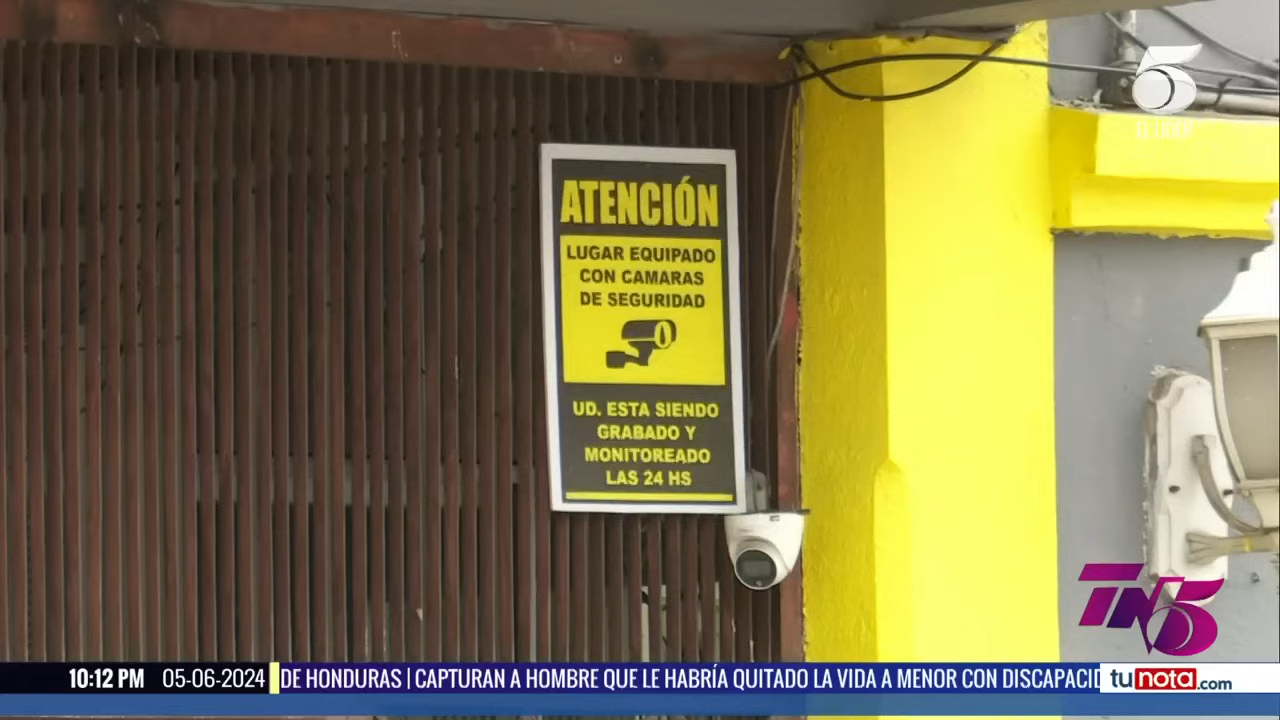 5
ATENCIÓN
LUGAR EQUIPADO
CON CAMARAS
DE SEGURIDAD
UD. ESTA SIENDO
GRABADO Y
MONITOREADO
LAS 24 HS
TN5
10:12 PM 05-06-2024 DE HONDURAS | CAPTURAN A HOMBRE QUE LE HABRÍA QUITADO LA VIDA A MENOR CON DISCAPACID tunota.com